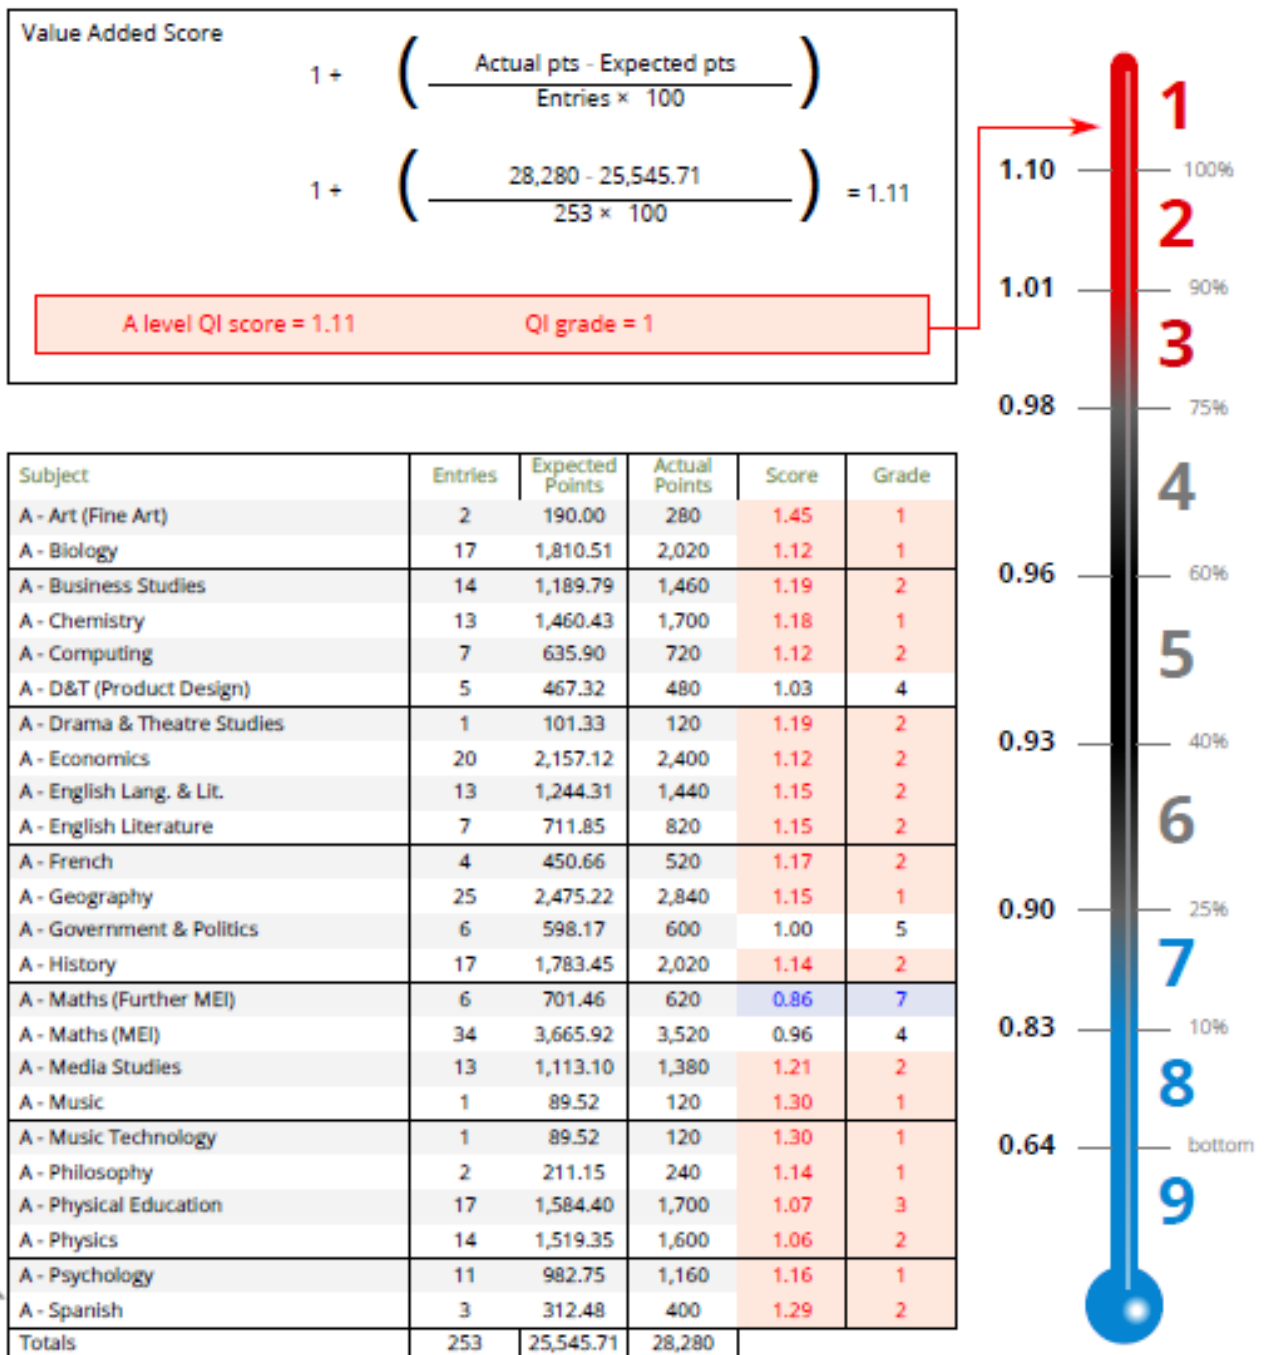 Value Added Score
1 + ( Actual pts - Expected pts
Entries × 100 )
1 + ( 28,280 - 25,545.71
253 × 100 ) = 1.11
A level QI score = 1.11 QI grade = 1
1
1.10 100%
2
1.01 90%
3
0.98 75%
4
0.96 60%
5
0.93 40%
6
0.90 25%
7
0.83 10%
8
0.64 bottom
9
Subject Entries Expected Points Actual Points Score Grade
A - Art (Fine Art) 2 190.00 280 1.45 1
A - Biology 17 1,810.51 2,020 1.12 1
A - Business Studies 14 1,189.79 1,460 1.19 2
A - Chemistry 13 1,460.43 1,700 1.18 1
A - Computing 7 635.90 720 1.12 2
A - D&T (Product Design) 5 467.32 480 1.03 4
A - Drama & Theatre Studies 1 101.33 120 1.19 2
A - Economics 20 2,157.12 2,400 1.12 2
A - English Lang. & Lit. 13 1,244.31 1,440 1.15 2
A - English Literature 7 711.85 820 1.15 2
A - French 4 450.66 520 1.17 2
A - Geography 25 2,475.22 2,840 1.15 1
A - Government & Politics 6 598.17 600 1.00 5
A - History 17 1,783.45 2,020 1.14 2
A - Maths (Further MEI) 6 701.46 620 0.86 7
A - Maths (MEI) 34 3,665.92 3,520 0.96 4
A - Media Studies 13 1,113.10 1,380 1.21 2
A - Music 1 89.52 120 1.30 1
A - Music Technology 1 89.52 120 1.30 1
A - Philosophy 2 211.15 240 1.14 1
A - Physical Education 17 1,584.40 1,700 1.07 3
A - Physics 14 1,519.35 1,600 1.06 2
A - Psychology 11 982.75 1,160 1.16 1
A - Spanish 3 312.48 400 1.29 2
Totals 253 25,545.71 28,280